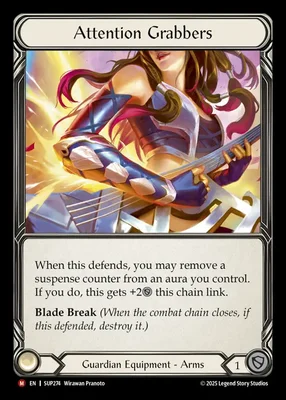 Attention Grabbers
When this defends, you may remove a
suspense counter from an aura you control.
If you do, this gets +2 this chain link.
Blade Break (When the combat chain closes, if
this defended, destroy it.)
Guardian Equipment - Arms
1
M EN | SUP274 Wirawan Pranoto
©2025 Legend Story Studios